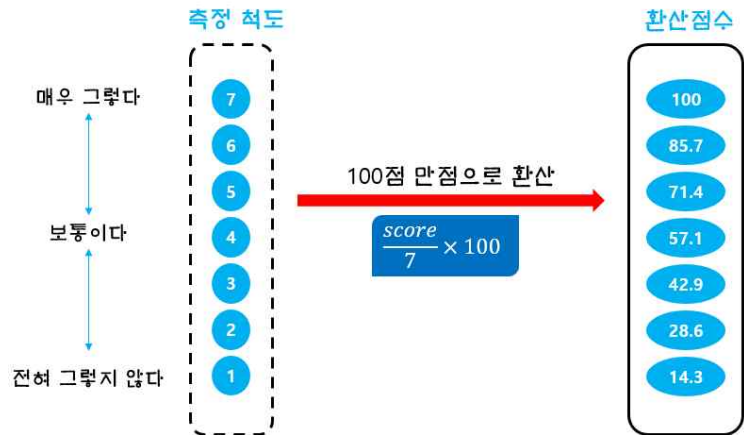 측정 척도
매우 그렇다
보통이다
전혀 그렇지 않다
7
6
5
4
3
2
1
100점 만점으로 환산
score/7 × 100
환산점수
100
85.7
71.4
57.1
42.9
28.6
14.3